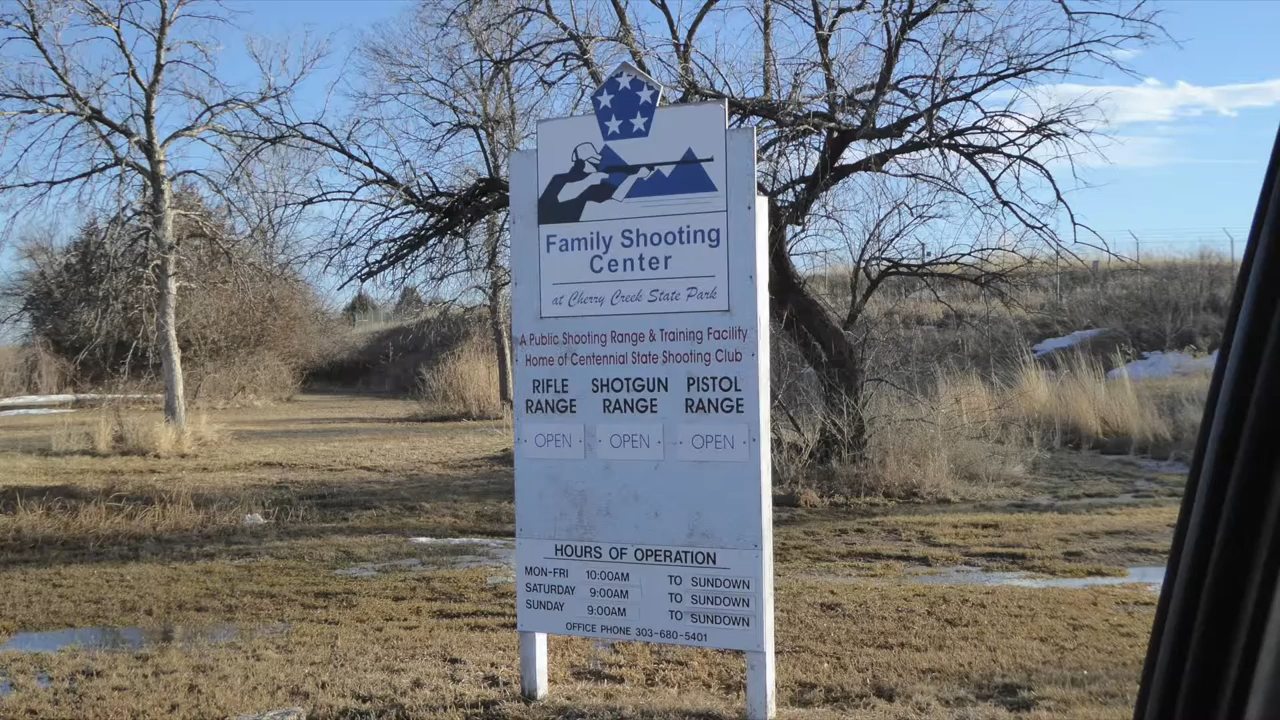 Family Shooting
Center
at Cherry Creek State Park
A Public Shooting Range & Training Facility
Home of Centennial State Shooting Club
RIFLE RANGE
SHOTGUN RANGE
PISTOL RANGE
OPEN OPEN OPEN
HOURS OF OPERATION
MON-FRI 10:00AM TO SUNDOWN
SATURDAY 9:00AM TO SUNDOWN
SUNDAY 9:00AM TO SUNDOWN
OFFICE PHONE 303-680-5401